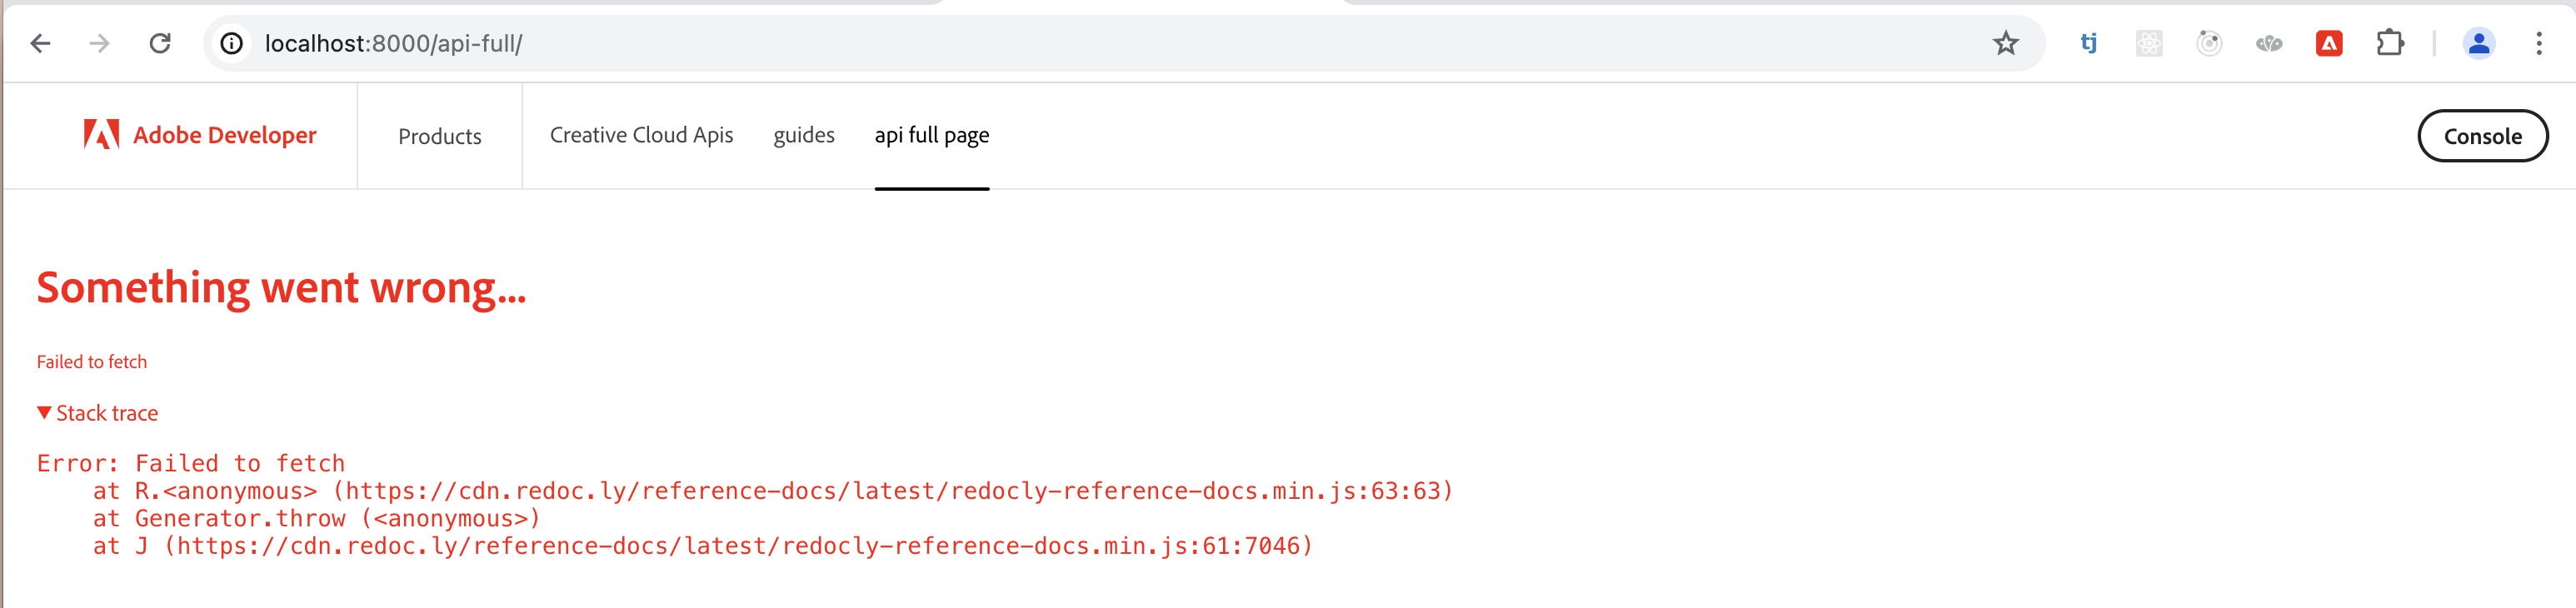 localhost:8000/api-full/
tj
Adobe Developer
Products
Creative Cloud Apis
guides
api full page
Console
Something went wrong...
Failed to fetch
▼ Stack trace
Error: Failed to fetch
    at R.<anonymous> (https://cdn.redoc.ly/reference-docs/latest/redocly-reference-docs.min.js:63:63)
    at Generator.throw (<anonymous>)
    at J (https://cdn.redoc.ly/reference-docs/latest/redocly-reference-docs.min.js:61:7046)